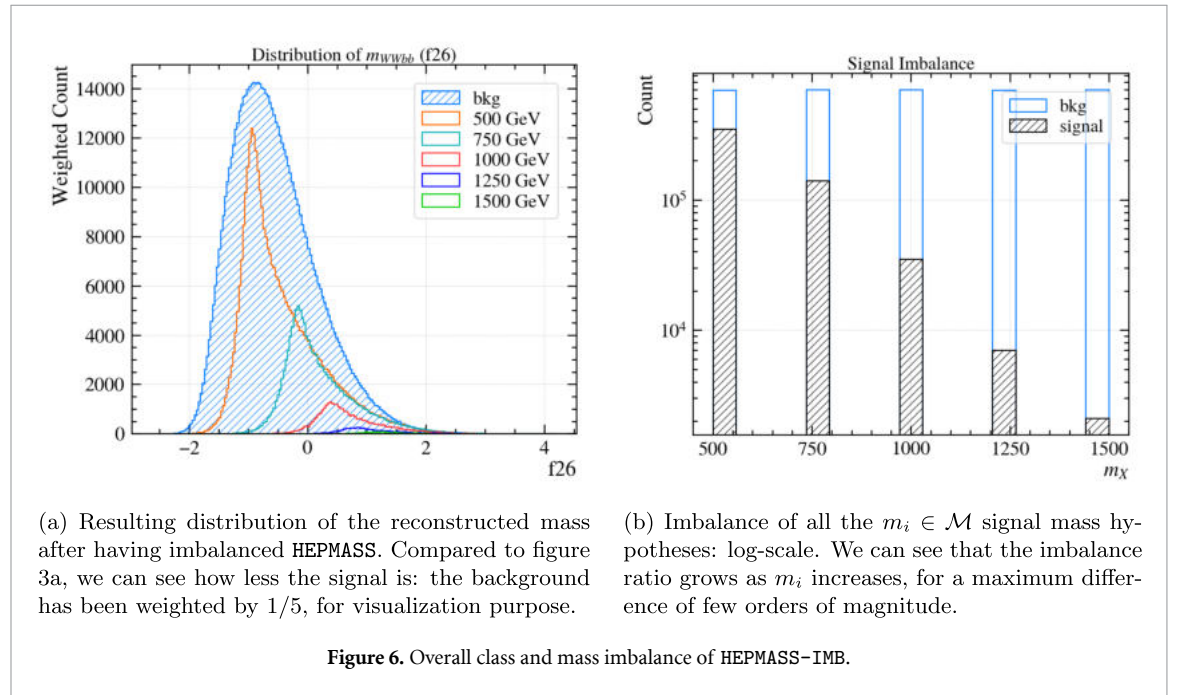 Distribution of m_WWbb (f26)
Weighted Count
14000
12000
10000
8000
6000
4000
2000
0
bkg
500 GeV
750 GeV
1000 GeV
1250 GeV
1500 GeV
−2
0
2
4
f26
Signal Imbalance
Count
10^5
10^4
bkg
signal
500
750
1000
1250
1500
m_X
(a) Resulting distribution of the reconstructed mass
after having imbalanced HEPMASS. Compared to figure
3a, we can see how less the signal is: the background
has been weighted by 1/5, for visualization purpose.
(b) Imbalance of all the m_i ∈ ℳ signal mass hy-
potheses: log-scale. We can see that the imbalance
ratio grows as m_i increases, for a maximum differ-
ence of few orders of magnitude.
Figure 6. Overall class and mass imbalance of HEPMASS-IMB.